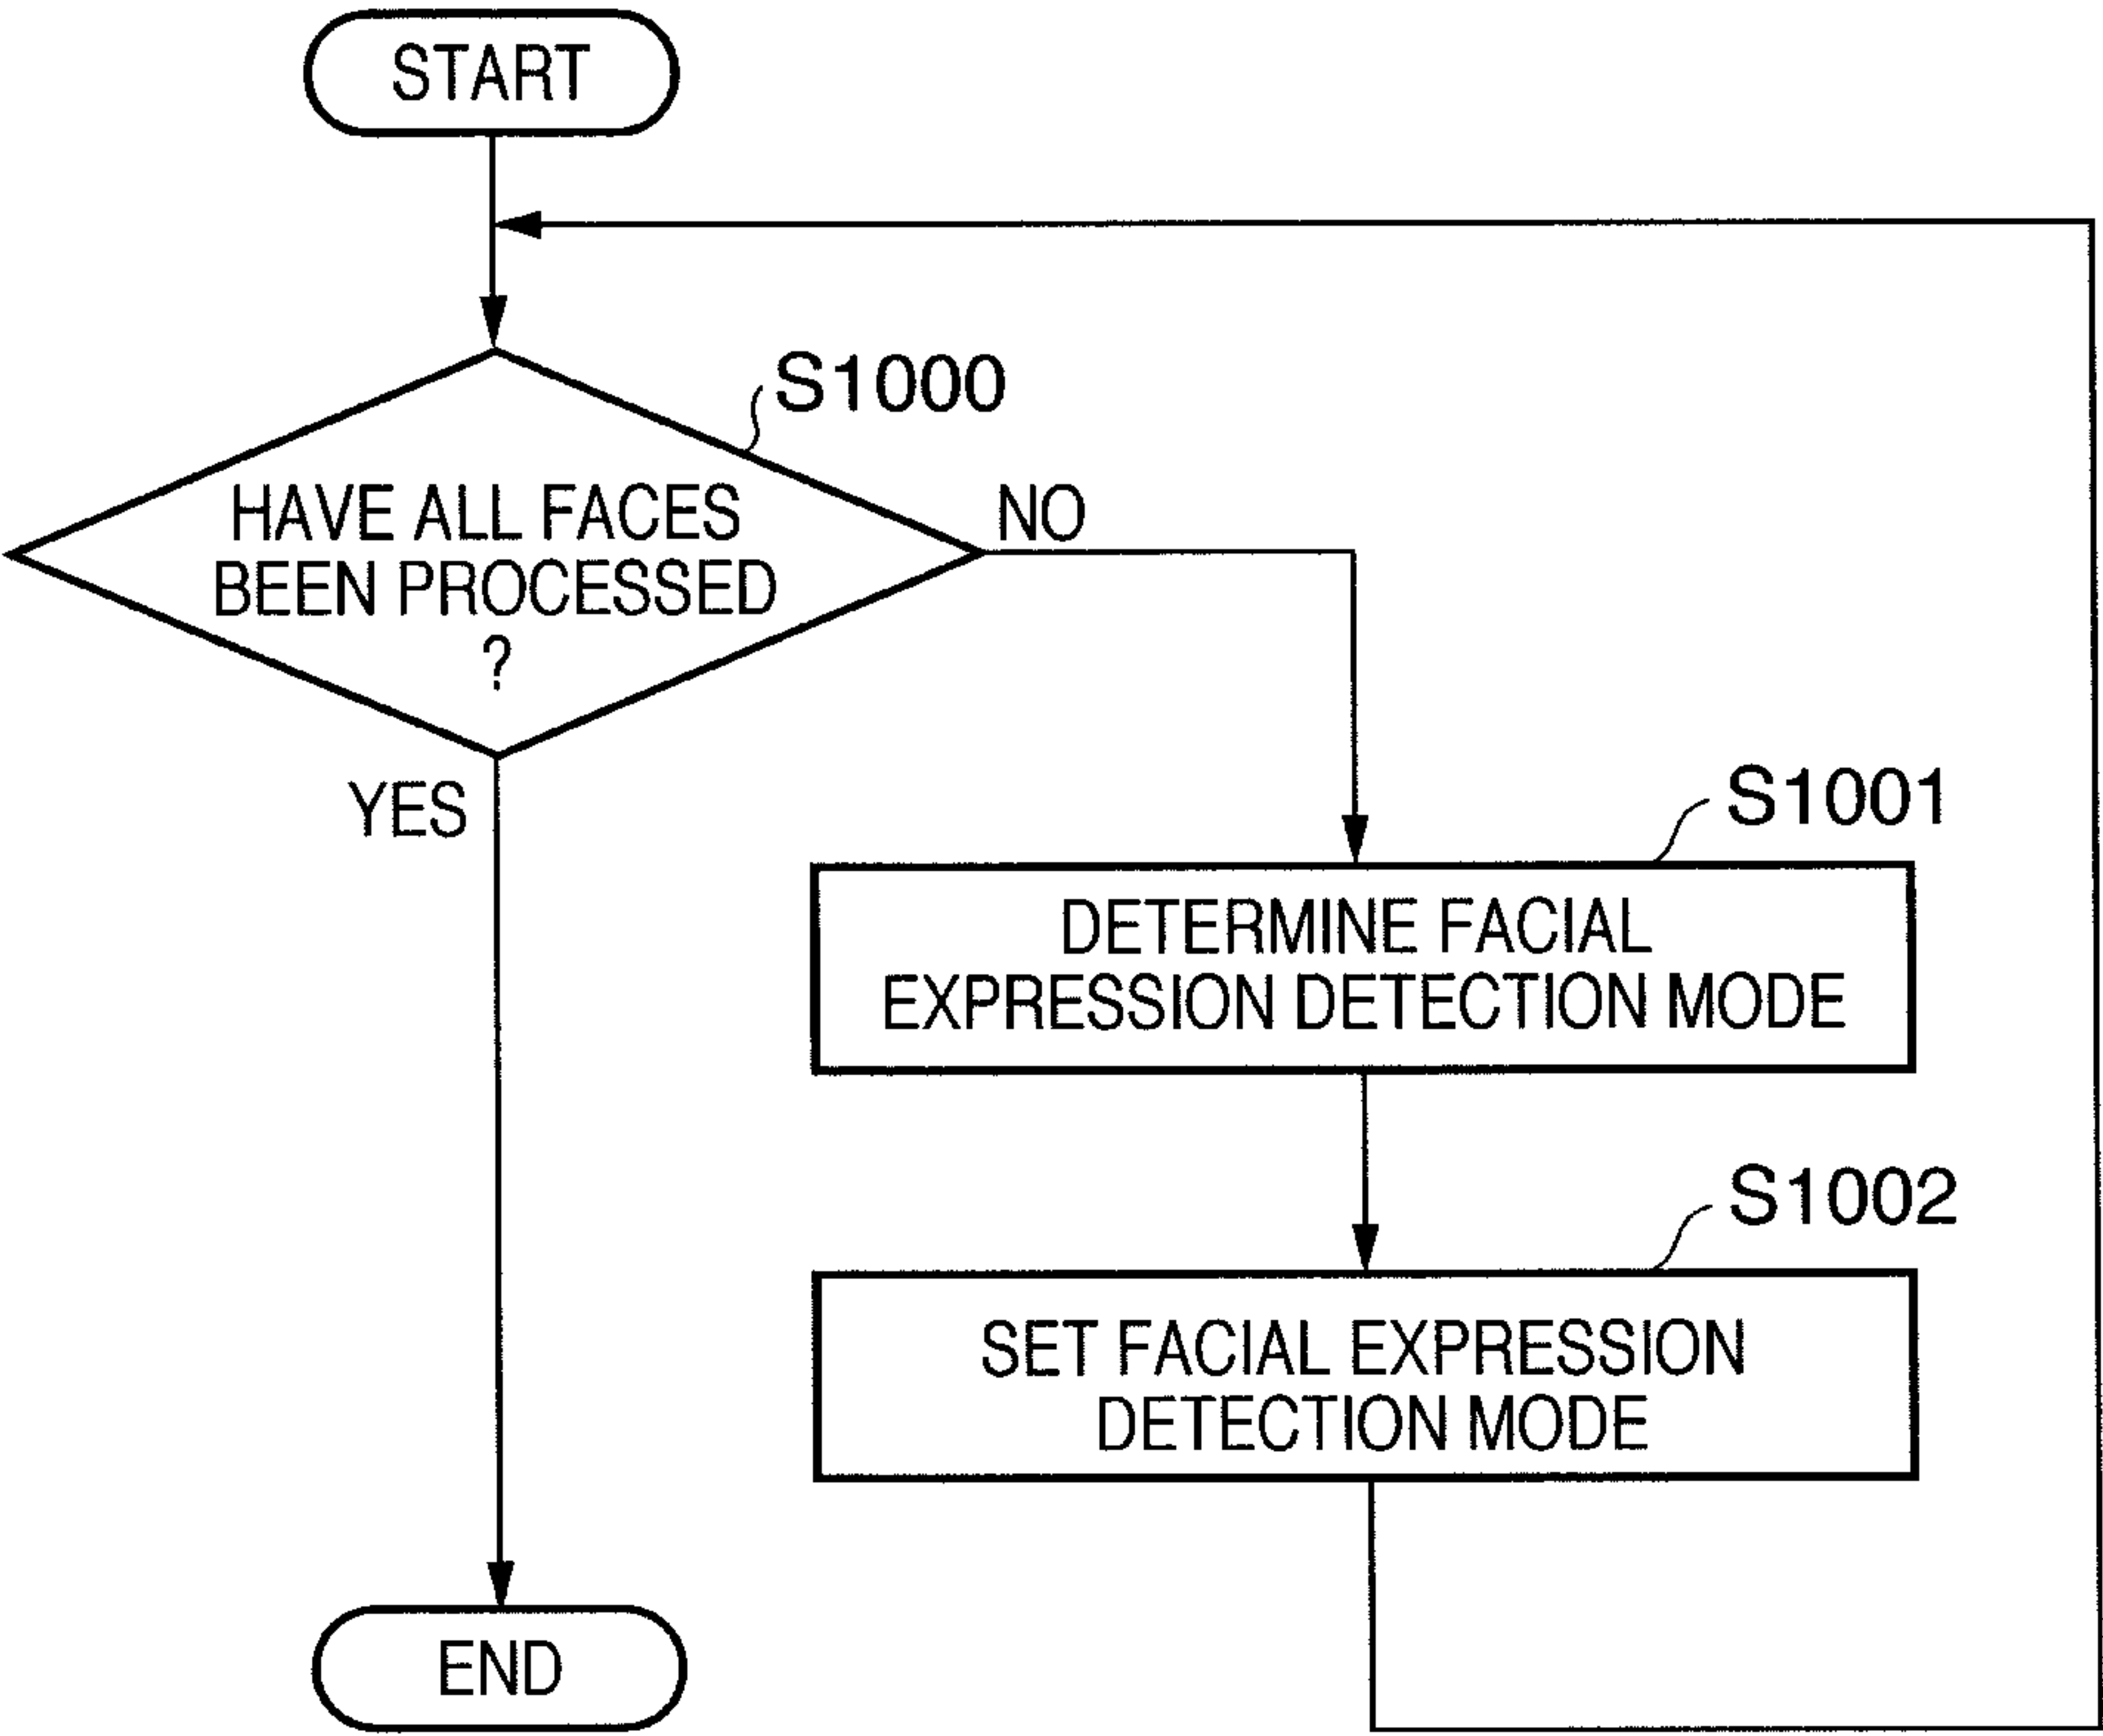 START
S1000
HAVE ALL FACES
BEEN PROCESSED
?
NO
YES
S1001
DETERMINE FACIAL
EXPRESSION DETECTION MODE
S1002
SET FACIAL EXPRESSION
DETECTION MODE
END